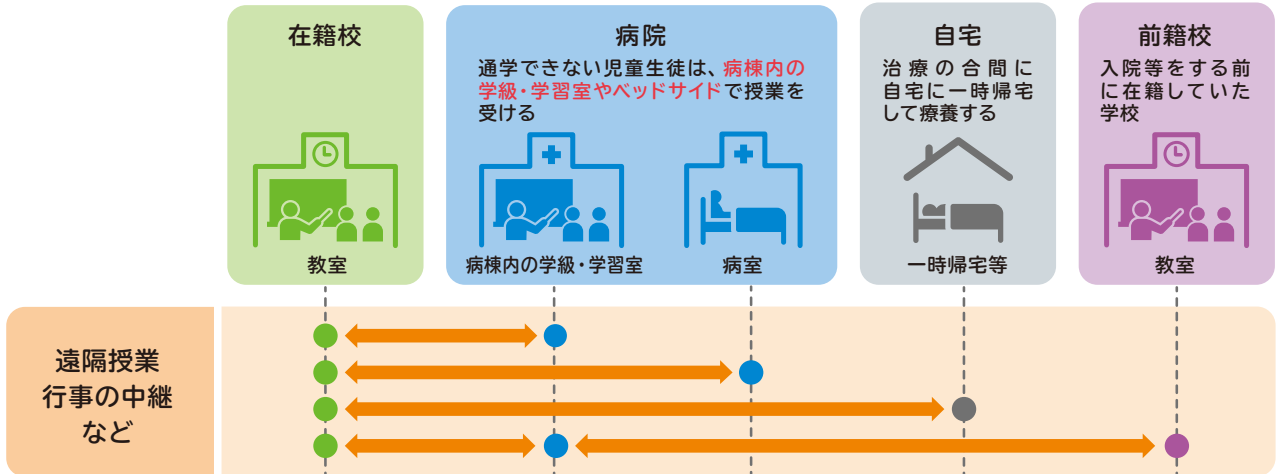 在籍校
教室
病院
通学できない児童生徒は、病棟内の
学級・学習室やベッドサイドで授業を
受ける
病棟内の学級・学習室
病室
自宅
治療の合間に
自宅に一時帰宅
して療養する
一時帰宅等
前籍校
入院等をする前
に在籍していた
学校
教室
遠隔授業
行事の中継
など